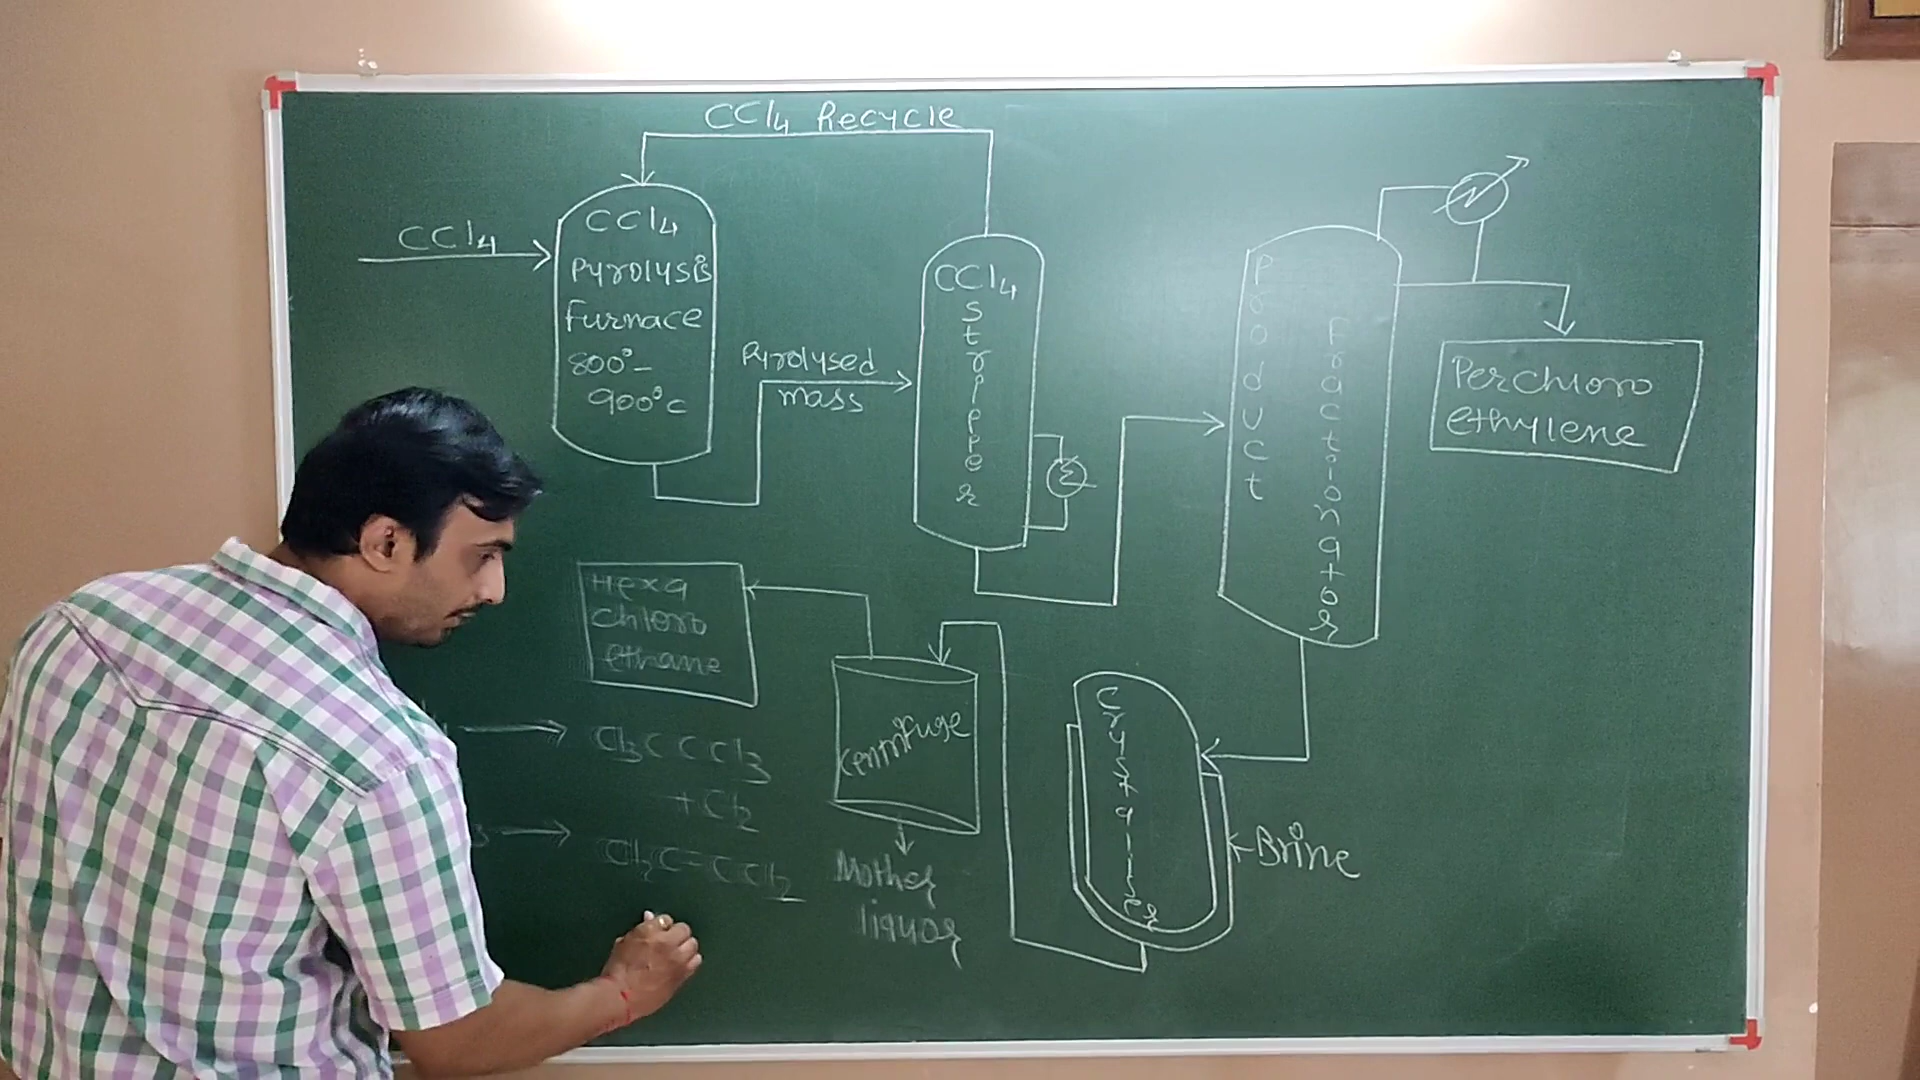 CCl4 Recycle
CCl4
CCl4
Pyrolysis
Furnace
800°-
900°C
Pyrolysed
mass
CCl4
Stripper
Product
Fractionator
Perchloro
ethylene
Hexa
Chloro
ethane
Centrifuge
Mother
liquor
Brine
Cl3C CCl3
+ Cl2
Cl2C=CCl2